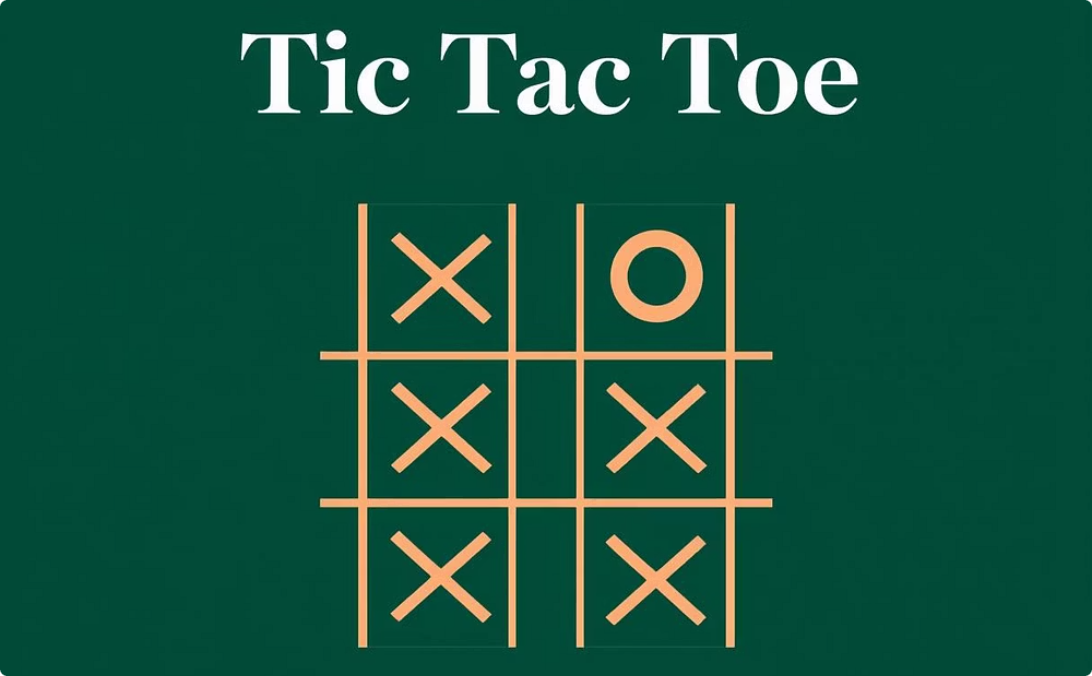 Tic Tac Toe
X O
X X
X X